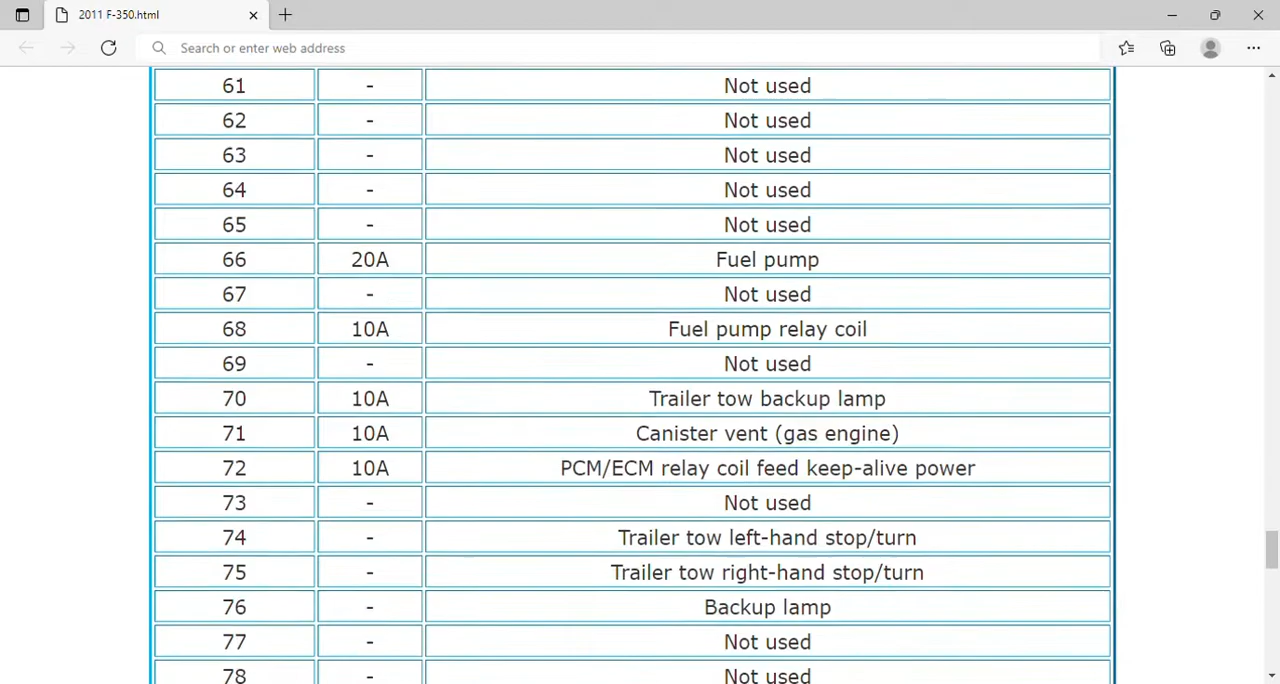 2011 F-350.html
Search or enter web address
61 - Not used
62 - Not used
63 - Not used
64 - Not used
65 - Not used
66 20A Fuel pump
67 - Not used
68 10A Fuel pump relay coil
69 - Not used
70 10A Trailer tow backup lamp
71 10A Canister vent (gas engine)
72 10A PCM/ECM relay coil feed keep-alive power
73 - Not used
74 - Trailer tow left-hand stop/turn
75 - Trailer tow right-hand stop/turn
76 - Backup lamp
77 - Not used
78 - Not used